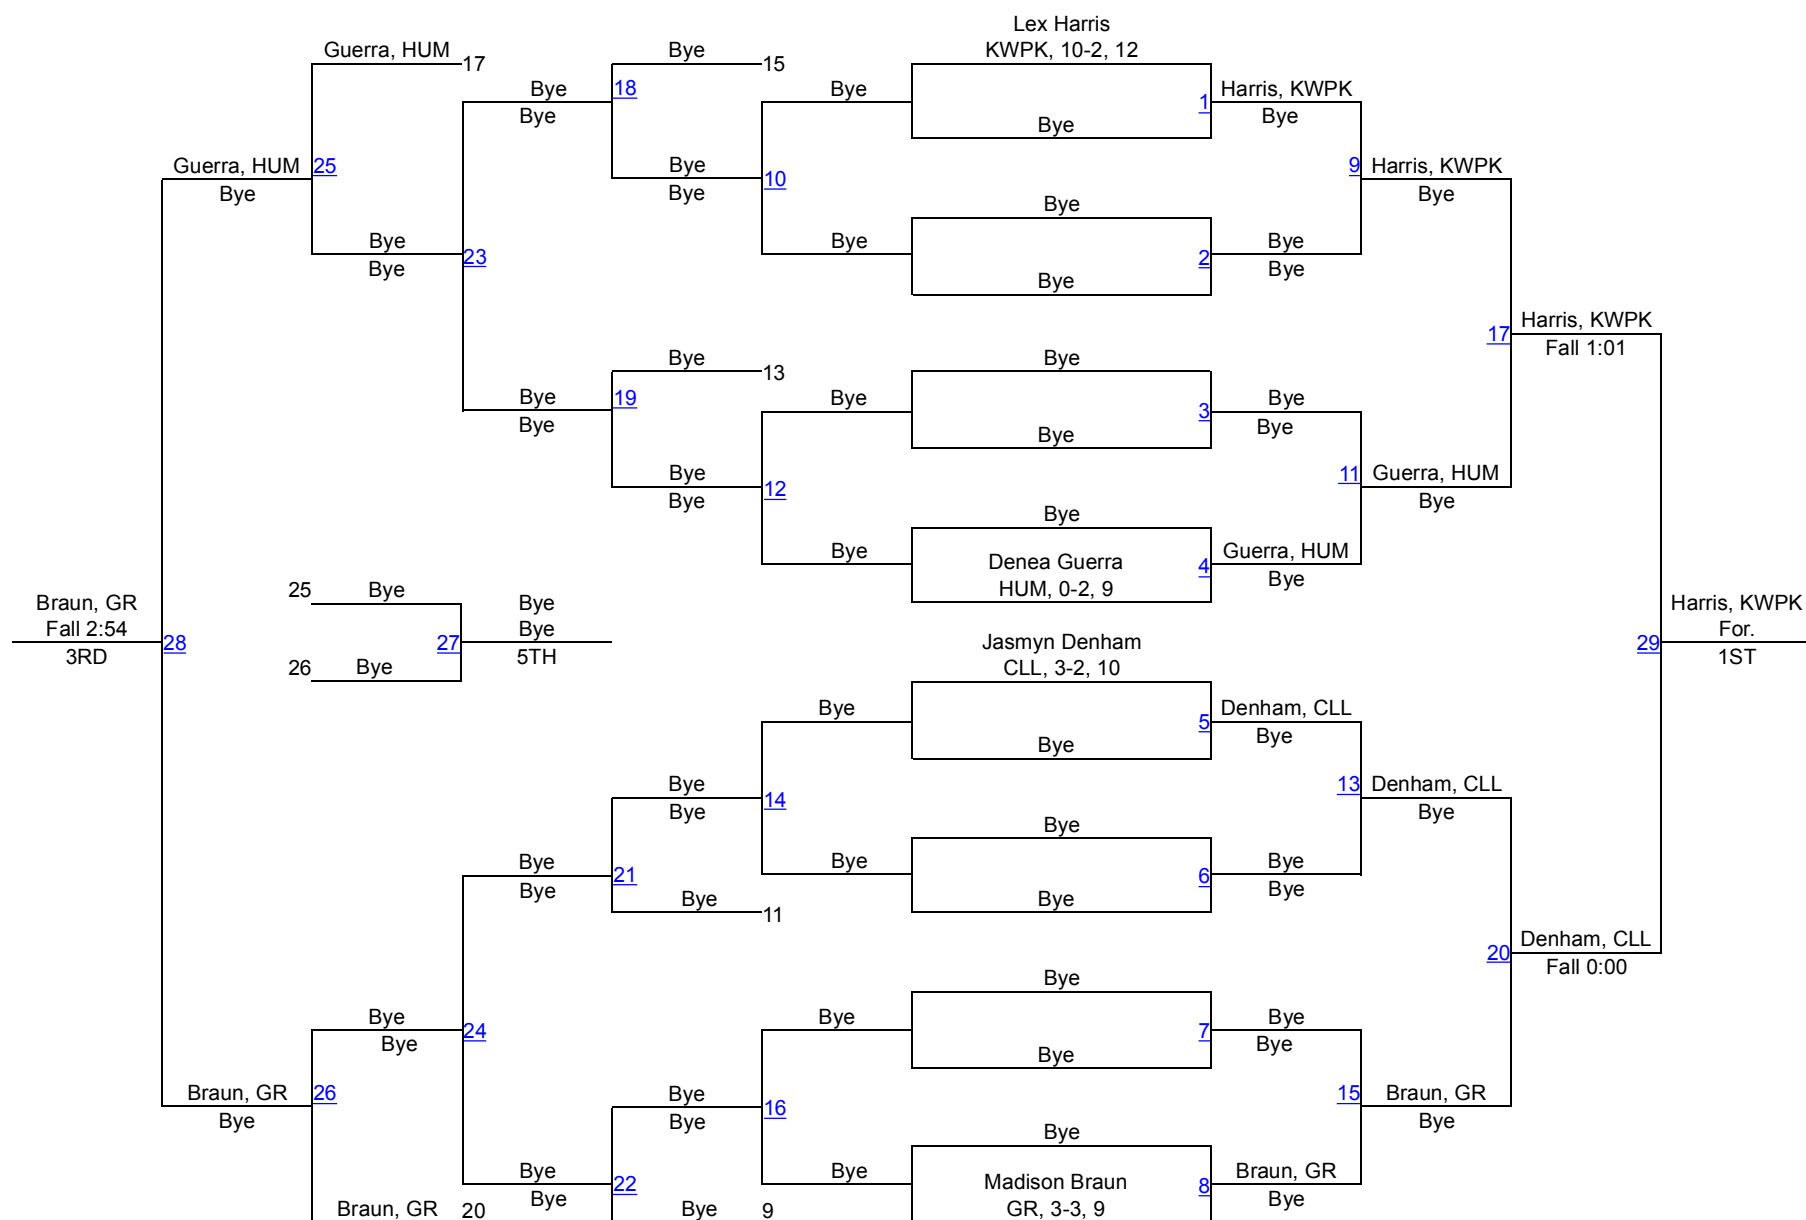 Lex Harris
Guerra, HUM
17
Bye
15
KWPK, 10-2, 12
Bye
18
Bye
Harris, KWPK
Bye
1
Bye
Bye
Guerra, HUM
25
Bye
10
9
Harris, KWPK
Bye
Bye
Bye
Bye
Bye
Bye
23
Bye
2
Bye
Bye
Bye
Bye
Harris, KWPK
17
Fall 1:01
Bye
13
Bye
Bye
19
Bye
3
Bye
Bye
Bye
Bye
Bye
12
11
Guerra, HUM
Bye
Bye
Bye
Bye
Denea Guerra
4
Guerra, HUM
HUM, 0-2, 9
Bye
25
Bye
Braun, GR
Bye
Harris, KWPK
Fall 2:54
Bye
For.
28
27
Jasmyn Denham
29
3RD
26
Bye
5TH
CLL, 3-2, 10
1ST
Bye
5
Denham, CLL
Bye
Bye
Bye
14
13
Denham, CLL
Bye
Bye
Bye
Bye
21
Bye
6
Bye
Bye
Bye
Bye
Bye
11
20
Denham, CLL
Fall 0:00
Bye
Bye
24
Bye
7
Bye
Bye
Bye
Bye
Braun, GR
26
Bye
16
15
Braun, GR
Bye
Bye
Bye
Bye
Bye
22
Bye
Madison Braun
8
Braun, GR
Bye
Bye
Braun, GR
20
Bye
9
GR, 3-3, 9